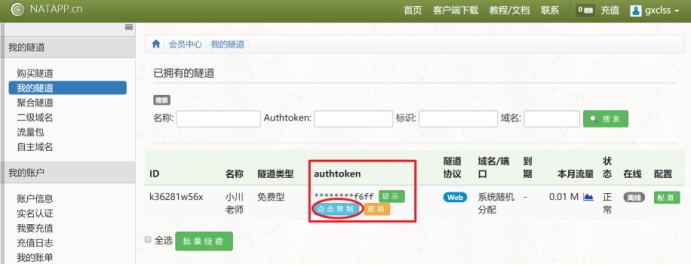 NATAPP.cn 首页 客户端下载 教程/文档 联系 0 充值 gxclss
我的隧道
购买隧道
我的隧道
聚合隧道
二级域名
流量包
自主域名
我的账户
账户信息
实名认证
我要充值
充值日志
我的账单
会员中心 我的隧道
已拥有的隧道
搜索
名称: Authtoken: 标识: 域名: 搜索
ID 名称 隧道类型 authtoken 隧道协议 域名/端口 到期 本月流量 状态 在线 配置
k36281w56x 小川老师 免费型 ********f6ff 显示 Web 系统随机分配 - 0.01 M 正常 离线 配置
点击复制 更换
全选 批量续费